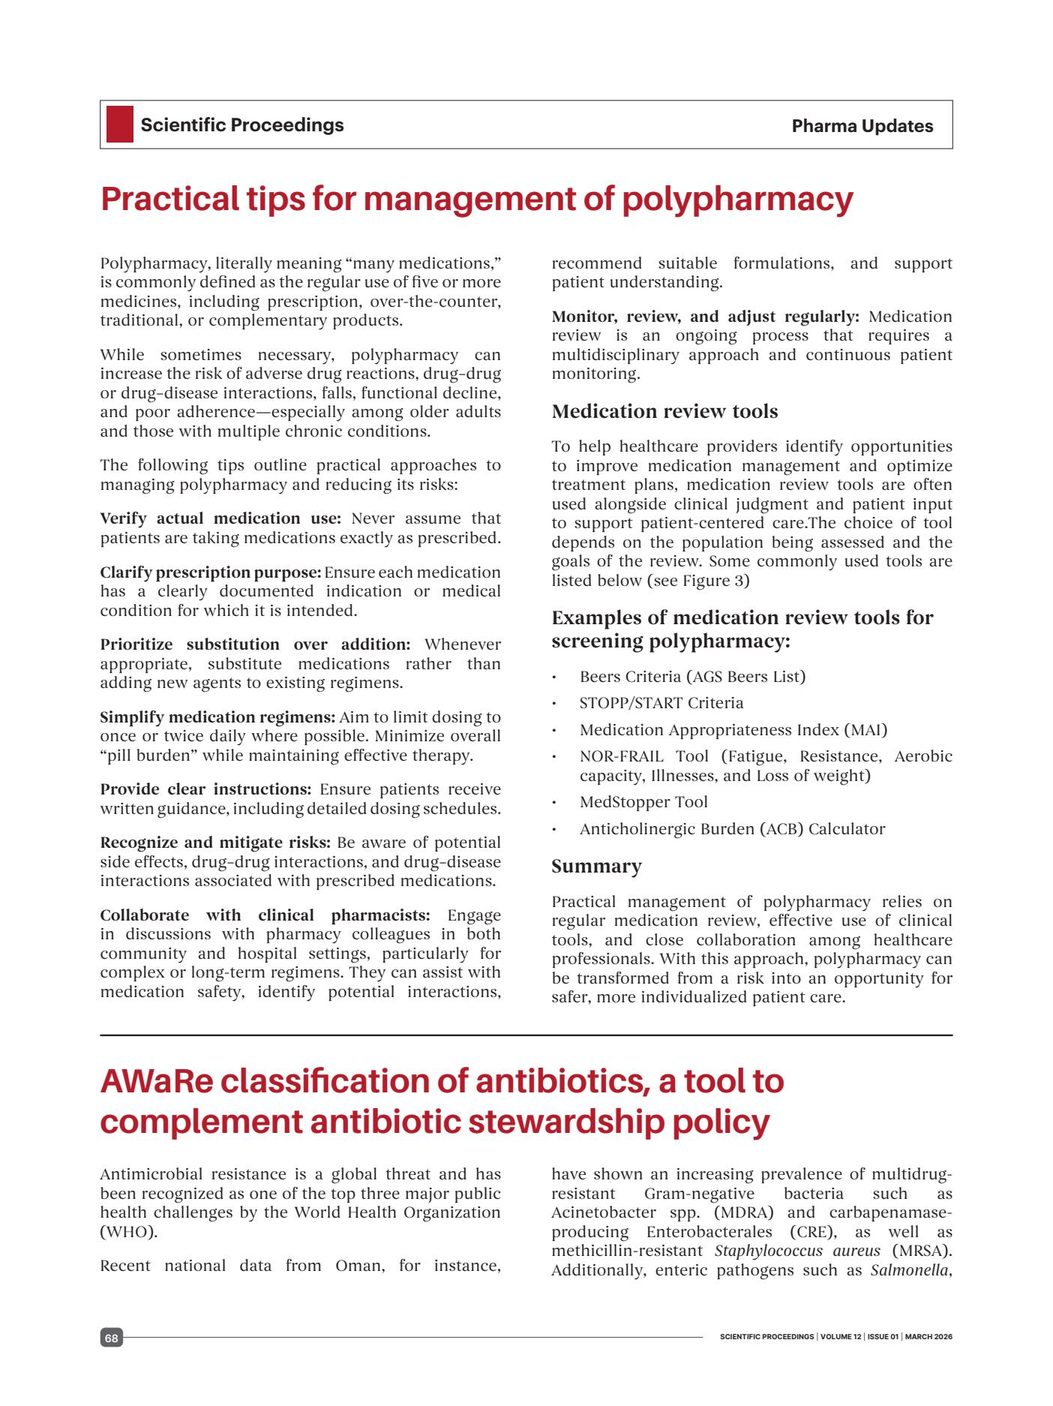 Scientific Proceedings
Pharma Updates
Practical tips for management of polypharmacy
Polypharmacy, literally meaning “many medications,”
is commonly defined as the regular use of five or more
medicines, including prescription, over-the-counter,
traditional, or complementary products.
While sometimes necessary, polypharmacy can
increase the risk of adverse drug reactions, drug–drug
or drug–disease interactions, falls, functional decline,
and poor adherence—especially among older adults
and those with multiple chronic conditions.
The following tips outline practical approaches to
managing polypharmacy and reducing its risks:
Verify actual medication use: Never assume that
patients are taking medications exactly as prescribed.
Clarify prescription purpose: Ensure each medication
has a clearly documented indication or medical
condition for which it is intended.
Prioritize substitution over addition: Whenever
appropriate, substitute medications rather than
adding new agents to existing regimens.
Simplify medication regimens: Aim to limit dosing to
once or twice daily where possible. Minimize overall
“pill burden” while maintaining effective therapy.
Provide clear instructions: Ensure patients receive
written guidance, including detailed dosing schedules.
Recognize and mitigate risks: Be aware of potential
side effects, drug–drug interactions, and drug–disease
interactions associated with prescribed medications.
Collaborate with clinical pharmacists: Engage
in discussions with pharmacy colleagues in both
community and hospital settings, particularly for
complex or long-term regimens. They can assist with
medication safety, identify potential interactions,
recommend suitable formulations, and support
patient understanding.
Monitor, review, and adjust regularly: Medication
review is an ongoing process that requires a
multidisciplinary approach and continuous patient
monitoring.
Medication review tools
To help healthcare providers identify opportunities
to improve medication management and optimize
treatment plans, medication review tools are often
used alongside clinical judgment and patient input
to support patient-centered care.The choice of tool
depends on the population being assessed and the
goals of the review. Some commonly used tools are
listed below (see Figure 3)
Examples of medication review tools for
screening polypharmacy:
• Beers Criteria (AGS Beers List)
• STOPP/START Criteria
• Medication Appropriateness Index (MAI)
• NOR-FRAIL Tool (Fatigue, Resistance, Aerobic
capacity, Illnesses, and Loss of weight)
• MedStopper Tool
• Anticholinergic Burden (ACB) Calculator
Summary
Practical management of polypharmacy relies on
regular medication review, effective use of clinical
tools, and close collaboration among healthcare
professionals. With this approach, polypharmacy can
be transformed from a risk into an opportunity for
safer, more individualized patient care.
AWaRe classification of antibiotics, a tool to
complement antibiotic stewardship policy
Antimicrobial resistance is a global threat and has
been recognized as one of the top three major public
health challenges by the World Health Organization
(WHO).
Recent national data from Oman, for instance,
have shown an increasing prevalence of multidrug-
resistant Gram-negative bacteria such as
Acinetobacter spp. (MDRA) and carbapenamase-
producing Enterobacterales (CRE), as well as
methicillin-resistant Staphylococcus aureus (MRSA).
Additionally, enteric pathogens such as Salmonella,
68
SCIENTIFIC PROCEEDINGS | VOLUME 12 | ISSUE 01 | MARCH 2026